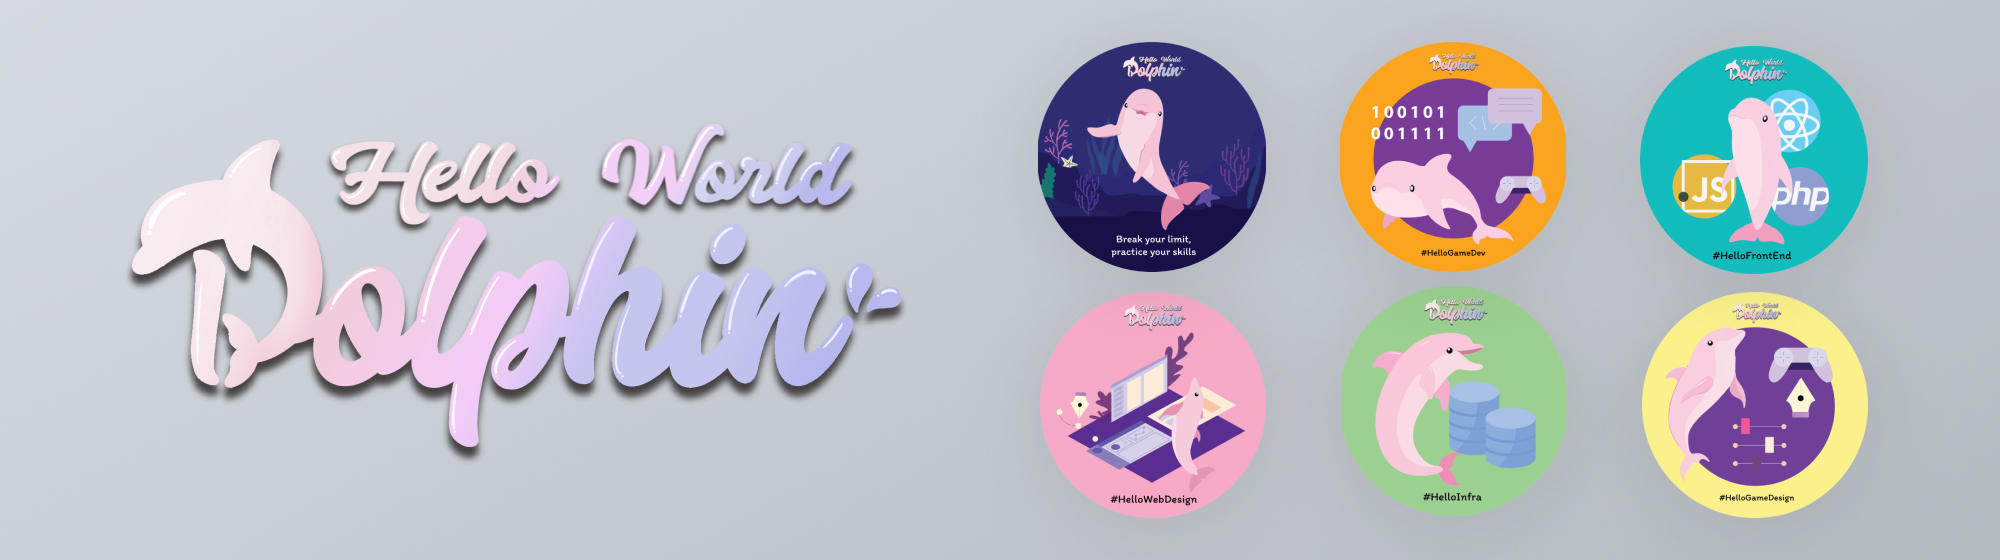 Hello World
Dolphin
Hello World
Dolphin
Break your limit,
practice your skills
Hello World
Dolphin
100101
001111
</>
#HelloGameDev
Hello World
Dolphin
JS
php
#HelloFrontEnd
Hello World
Dolphin
#HelloWebDesign
Hello World
Dolphin
#HelloInfra
Hello World
Dolphin
#HelloGameDesign